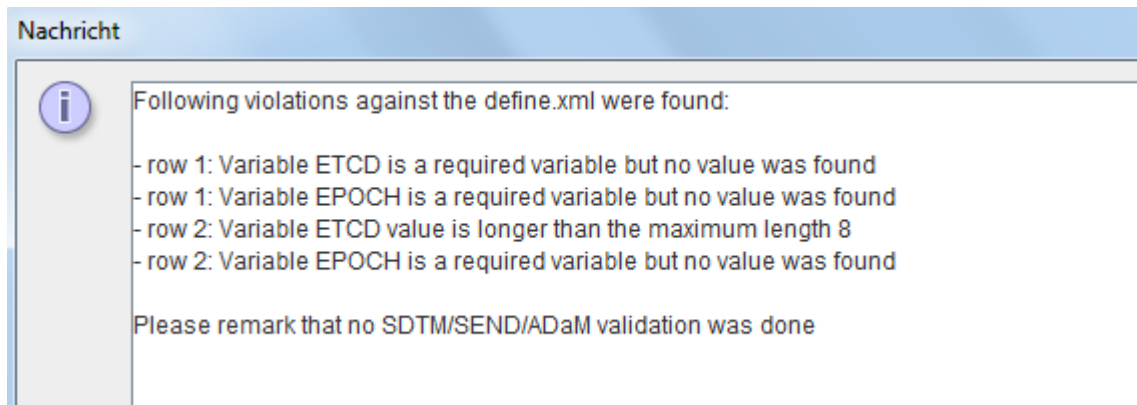 Nachricht
Following violations against the define.xml were found:
- row 1: Variable ETCD is a required variable but no value was found
- row 1: Variable EPOCH is a required variable but no value was found
- row 2: Variable ETCD value is longer than the maximum length 8
- row 2: Variable EPOCH is a required variable but no value was found
Please remark that no SDTM/SEND/ADaM validation was done